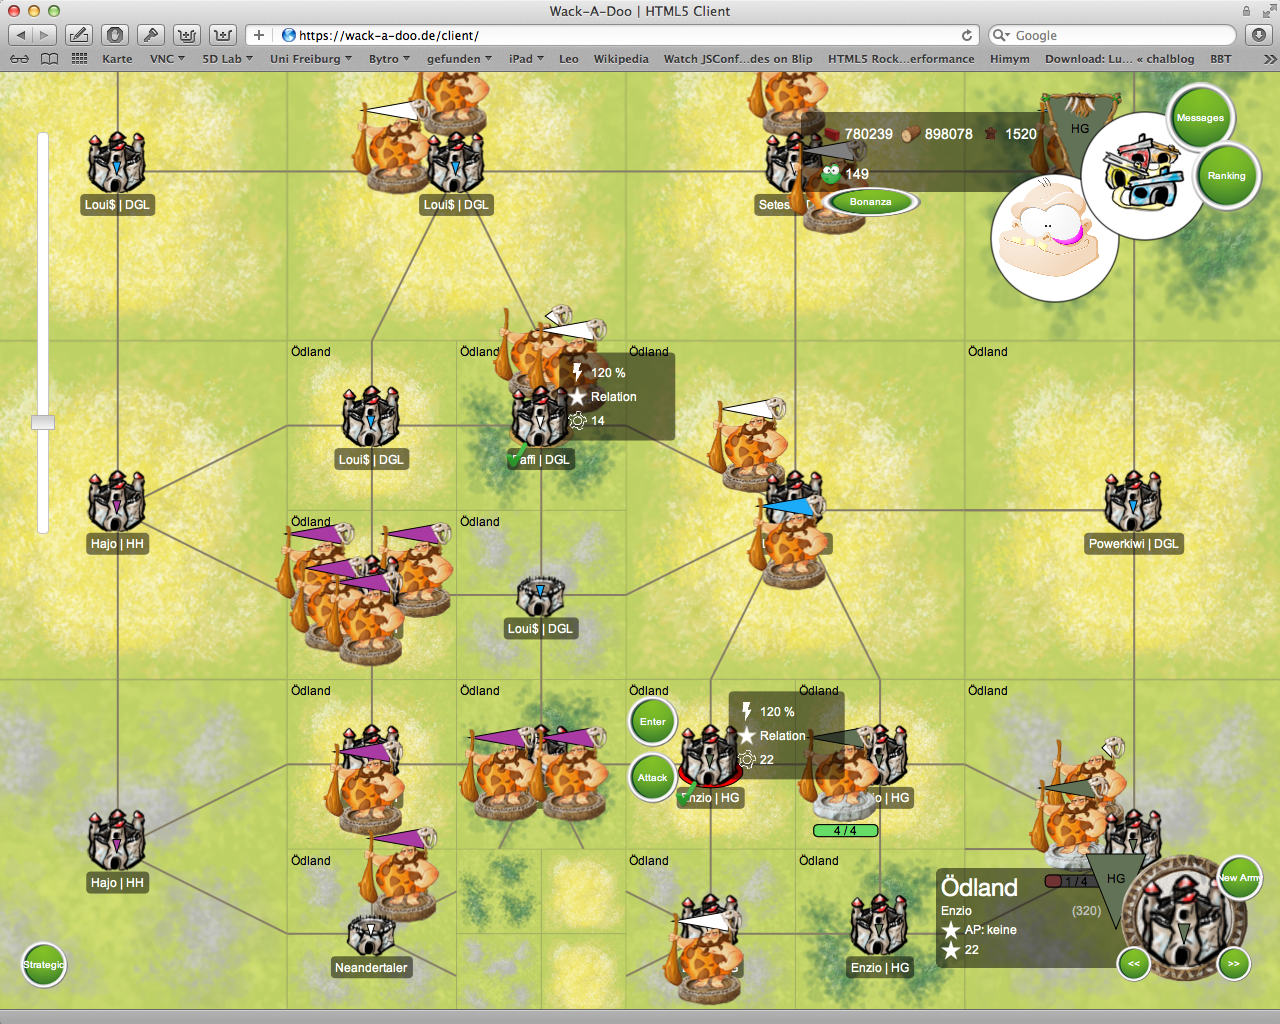 Wack-A-Doo | HTML5 Client
https://wack-a-doo.de/client/
Google
Karte
VNC
5D Lab
Uni Freiburg
Bytro
gefunden
iPad
Leo
Wikipedia
Watch JSConf...des on Blip
HTML5 Rock...erformance
Himym
Download: Lu... « chalblog
BBT
780239
898078
1520
149
Bonanza
HG
Messages
Ranking
Loui$ | DGL
Loui$ | DGL
Ödland
Ödland
Ödland
Ödland
120 %
Relation
14
Loui$ | DGL
Hajo | HH
Powerkiwi | DGL
Ödland
Ödland
Loui$ | DGL
Ödland
Ödland
Ödland
Ödland
Ödland
Enter
Attack
120 %
Relation
22
4 / 4
Hajo | HH
Ödland
Ödland
Ödland
Neandertaler
Enzio | HG
Strategic
1 / 4
HG
New Army
Ödland
Enzio
(320)
AP: keine
22
<<
>>